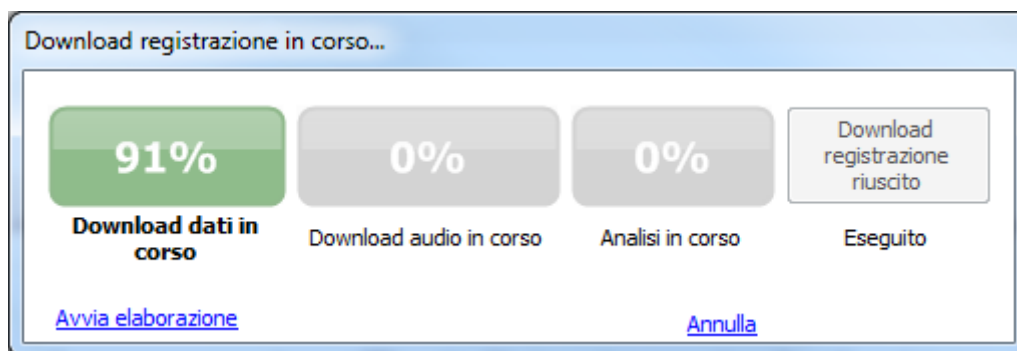 Download registrazione in corso...
91%
0%
0%
Download
registrazione
riuscito
Download dati in
corso
Download audio in corso
Analisi in corso
Eseguito
Avvia elaborazione
Annulla